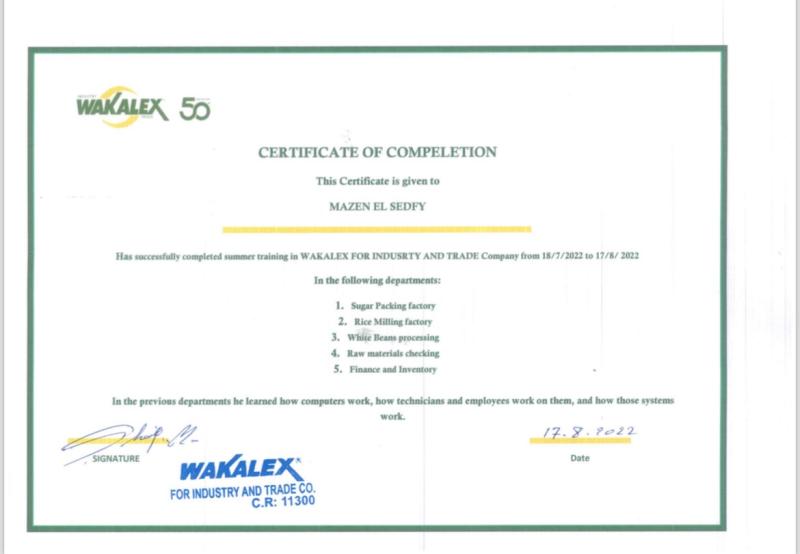 WAKALEX 50
CERTIFICATE OF COMPELETION
This Certificate is given to
MAZEN EL SEDFY
Has successfully completed summer training in WAKALEX FOR INDUSRTY AND TRADE Company from 18/7/2022 to 17/8/ 2022
In the following departments:
1. Sugar Packing factory
2. Rice Milling factory
3. White Beans processing
4. Raw materials checking
5. Finance and Inventory
In the previous departments he learned how computers work, how technicians and employees work on them, and how those systems
work.
17.8.2022
SIGNATURE
Date
WAKALEX
FOR INDUSTRY AND TRADE CO.
C.R: 11300